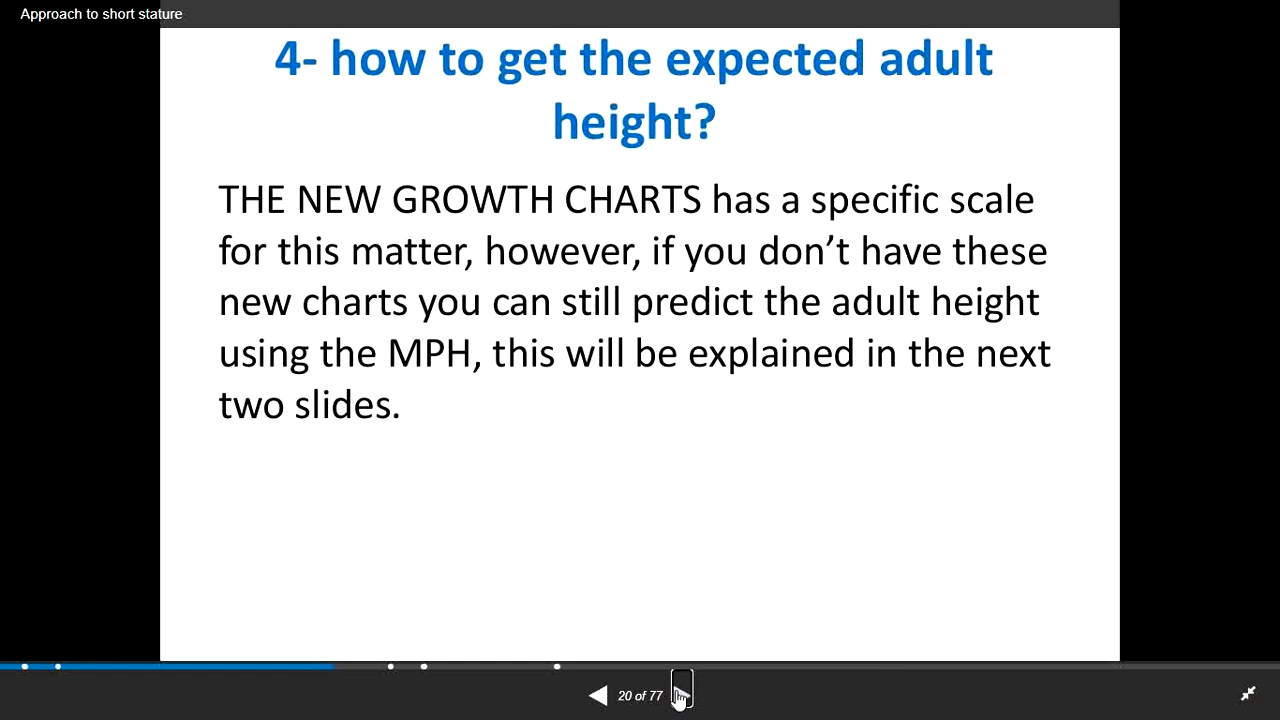 Approach to short stature
4- how to get the expected adult
height?
THE NEW GROWTH CHARTS has a specific scale
for this matter, however, if you don’t have these
new charts you can still predict the adult height
using the MPH, this will be explained in the next
two slides.
20 of 77